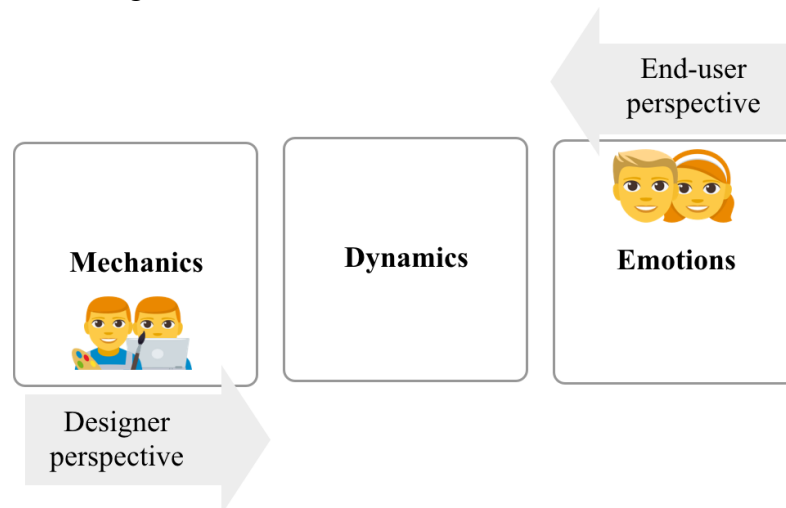 End-user
perspective
Mechanics
Dynamics
Emotions
Designer
perspective